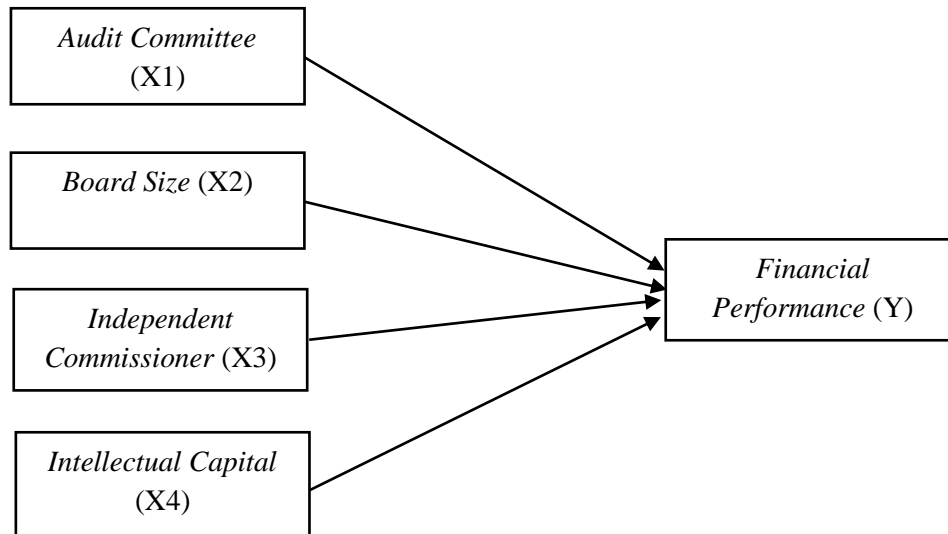 Audit Committee
(X1)
Board Size (X2)
Independent
Commissioner (X3)
Intellectual Capital
(X4)
Financial
Performance (Y)